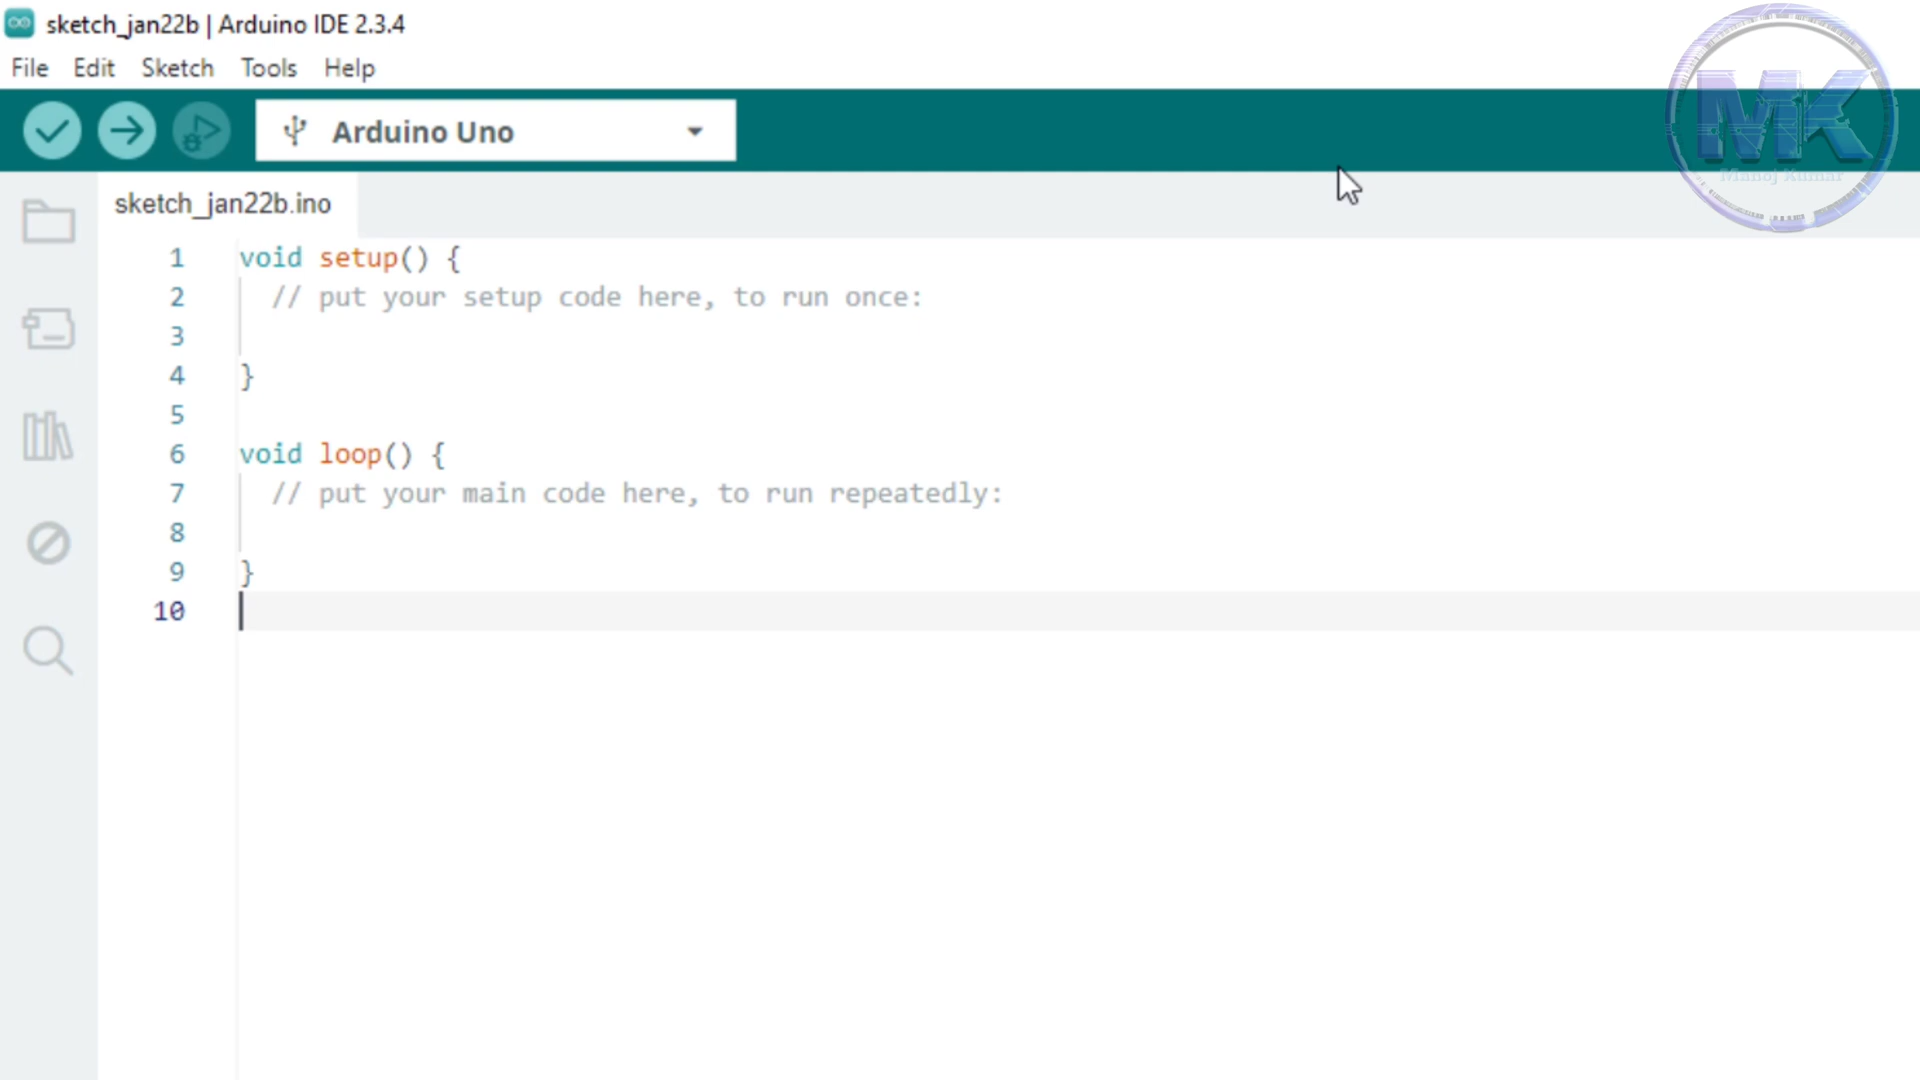 sketch_jan22b | Arduino IDE 2.3.4
File Edit Sketch Tools Help
Arduino Uno
MK
Manoj Kumar
sketch_jan22b.ino
1 void setup() {
2 // put your setup code here, to run once:
3
4 }
5
6 void loop() {
7 // put your main code here, to run repeatedly:
8
9 }
10